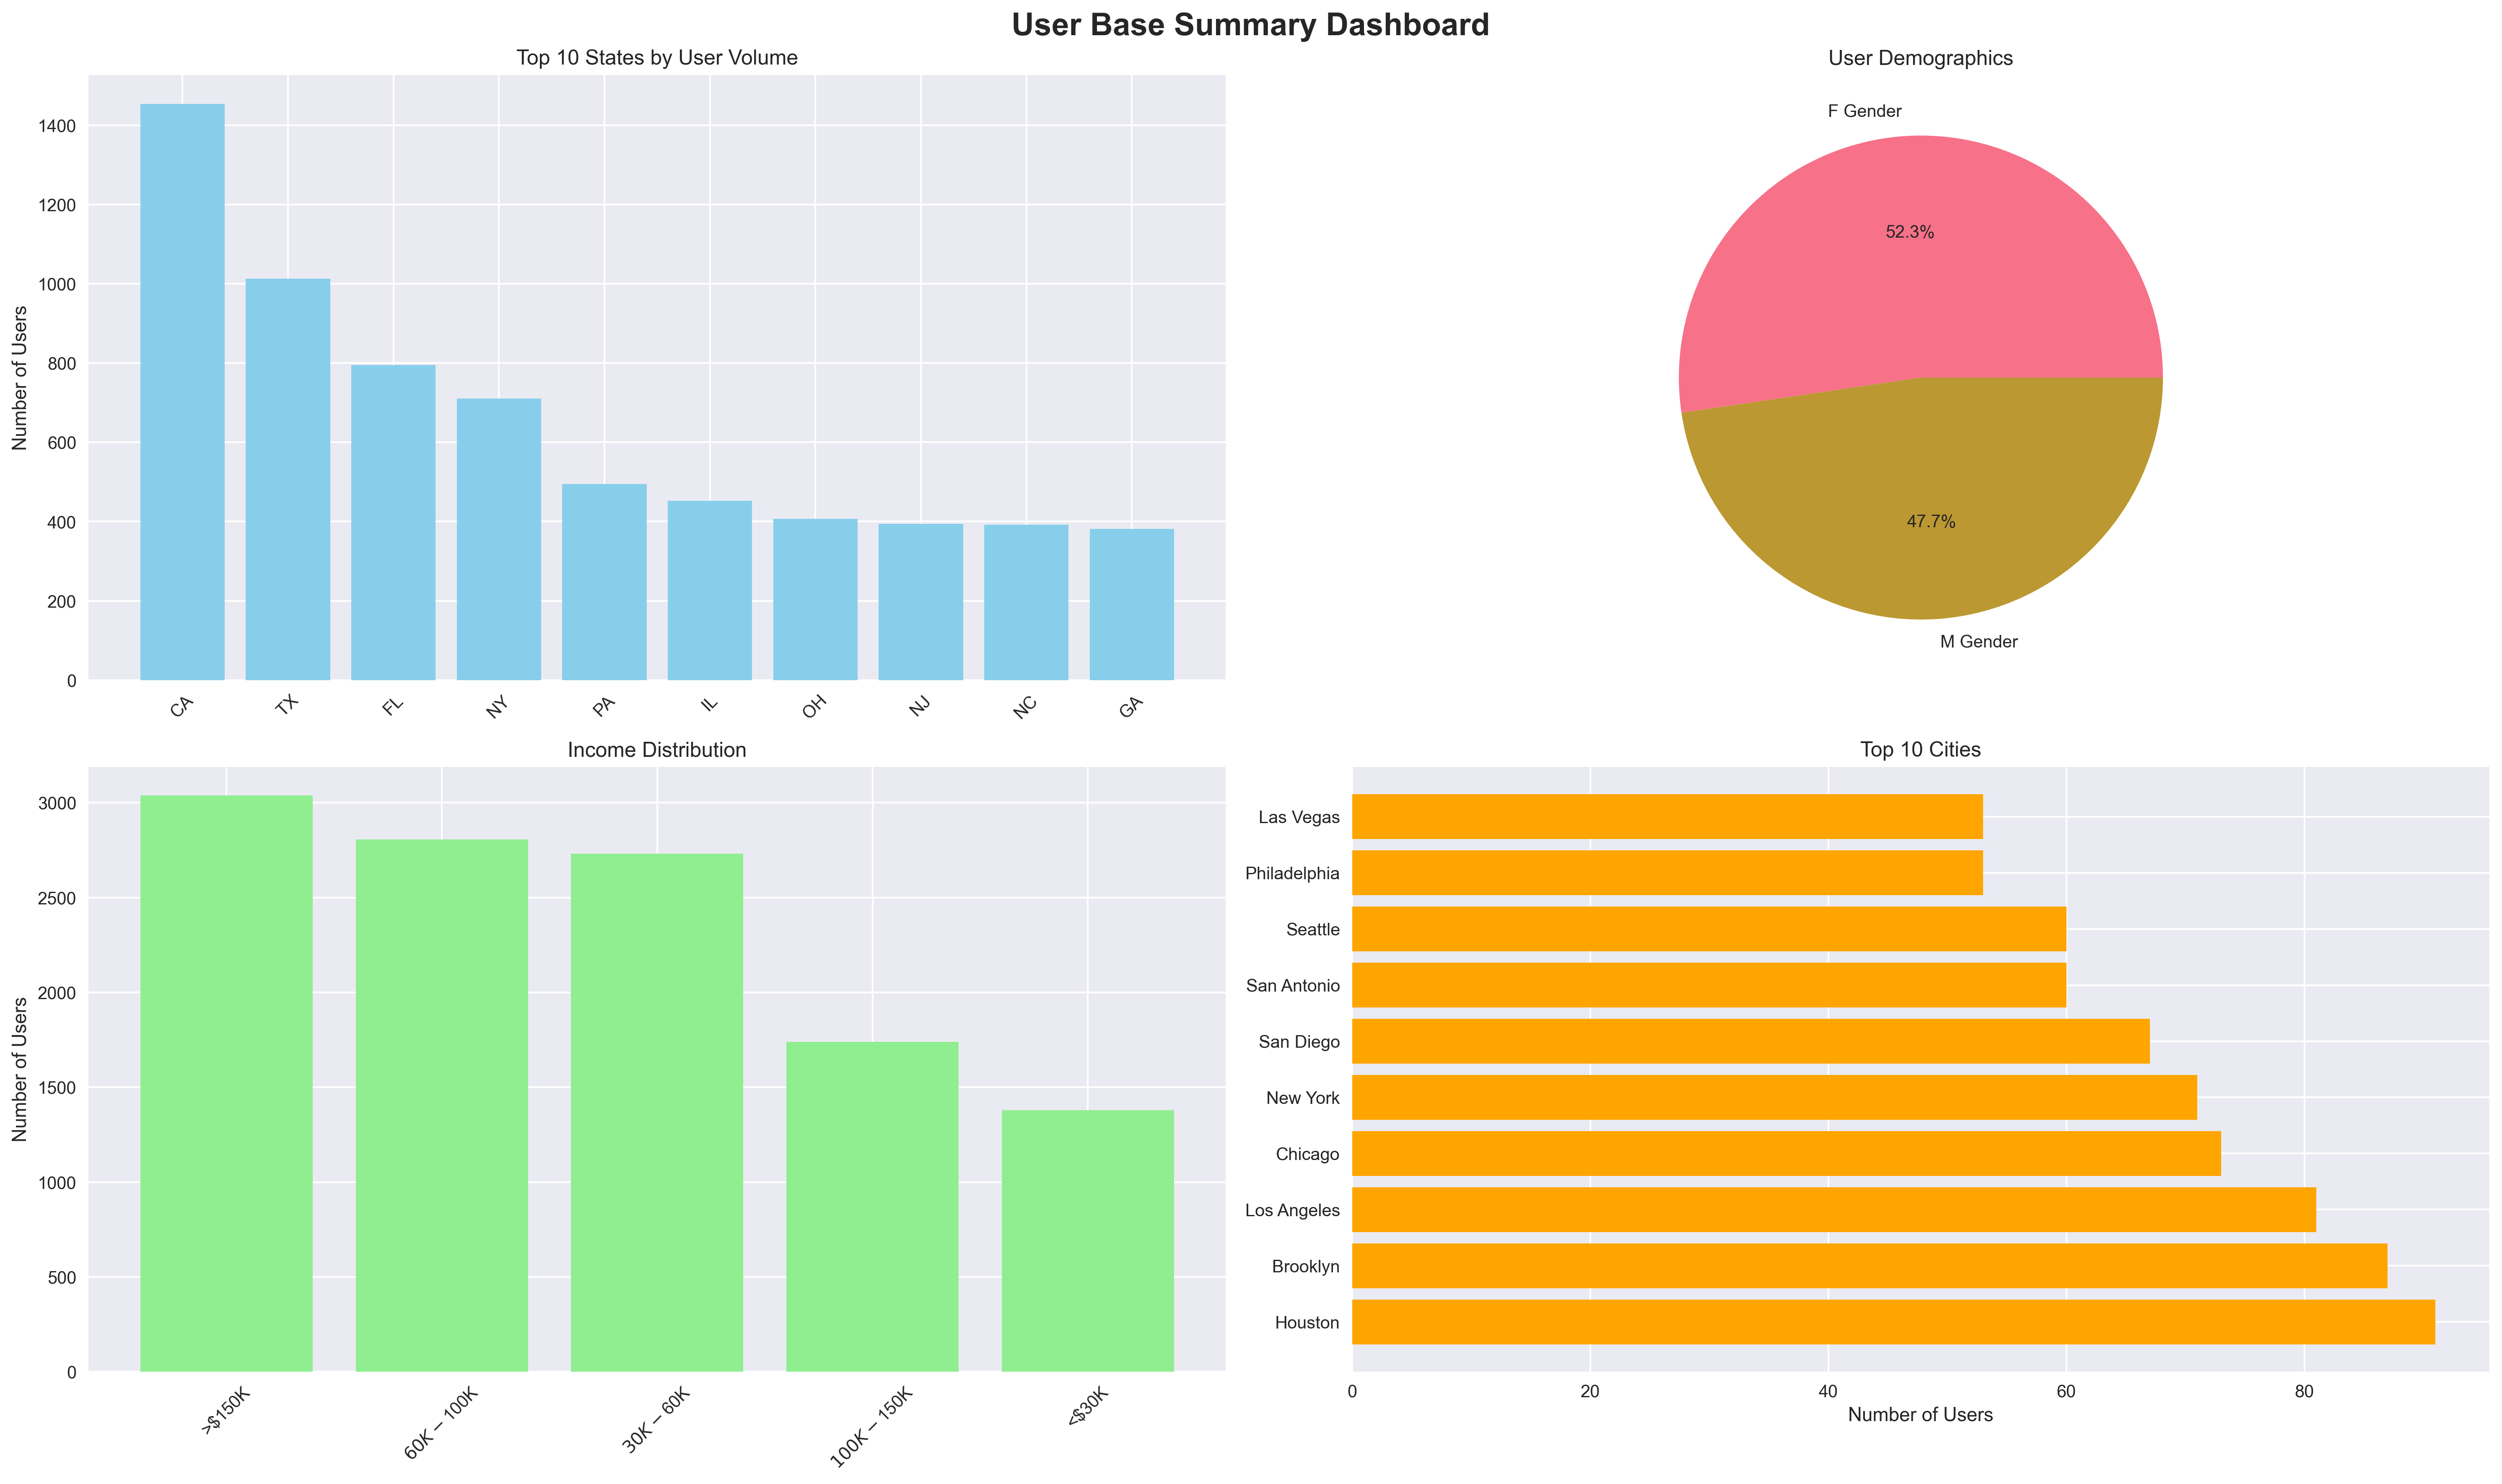 User Base Summary Dashboard
Top 10 States by User Volume
Number of Users
1400
1200
1000
800
600
400
200
0
CA
TX
FL
NY
PA
IL
OH
NJ
NC
GA
User Demographics
F Gender
52.3%
47.7%
M Gender
Income Distribution
Number of Users
3000
2500
2000
1500
1000
500
0
>$150K
60K − 100K
30K − 60K
100K − 150K
<$30K
Top 10 Cities
Las Vegas
Philadelphia
Seattle
San Antonio
San Diego
New York
Chicago
Los Angeles
Brooklyn
Houston
0
20
40
60
80
Number of Users